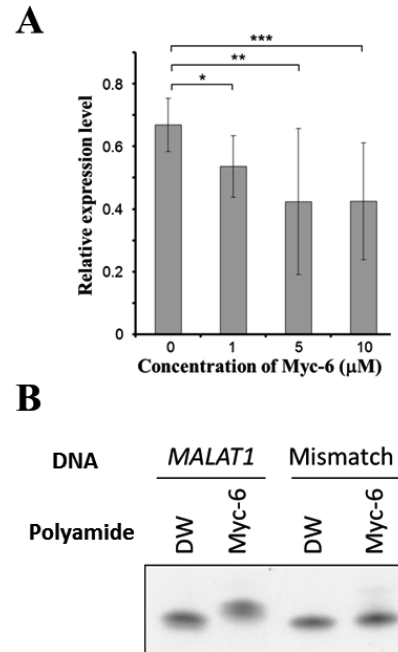 A
***
**
*
0.8
0.6
0.4
0.2
0
Relative expression level
0 1 5 10
Concentration of Myc-6 (μM)
B
DNA MALAT1 Mismatch
Polyamide DW Myc-6 DW Myc-6